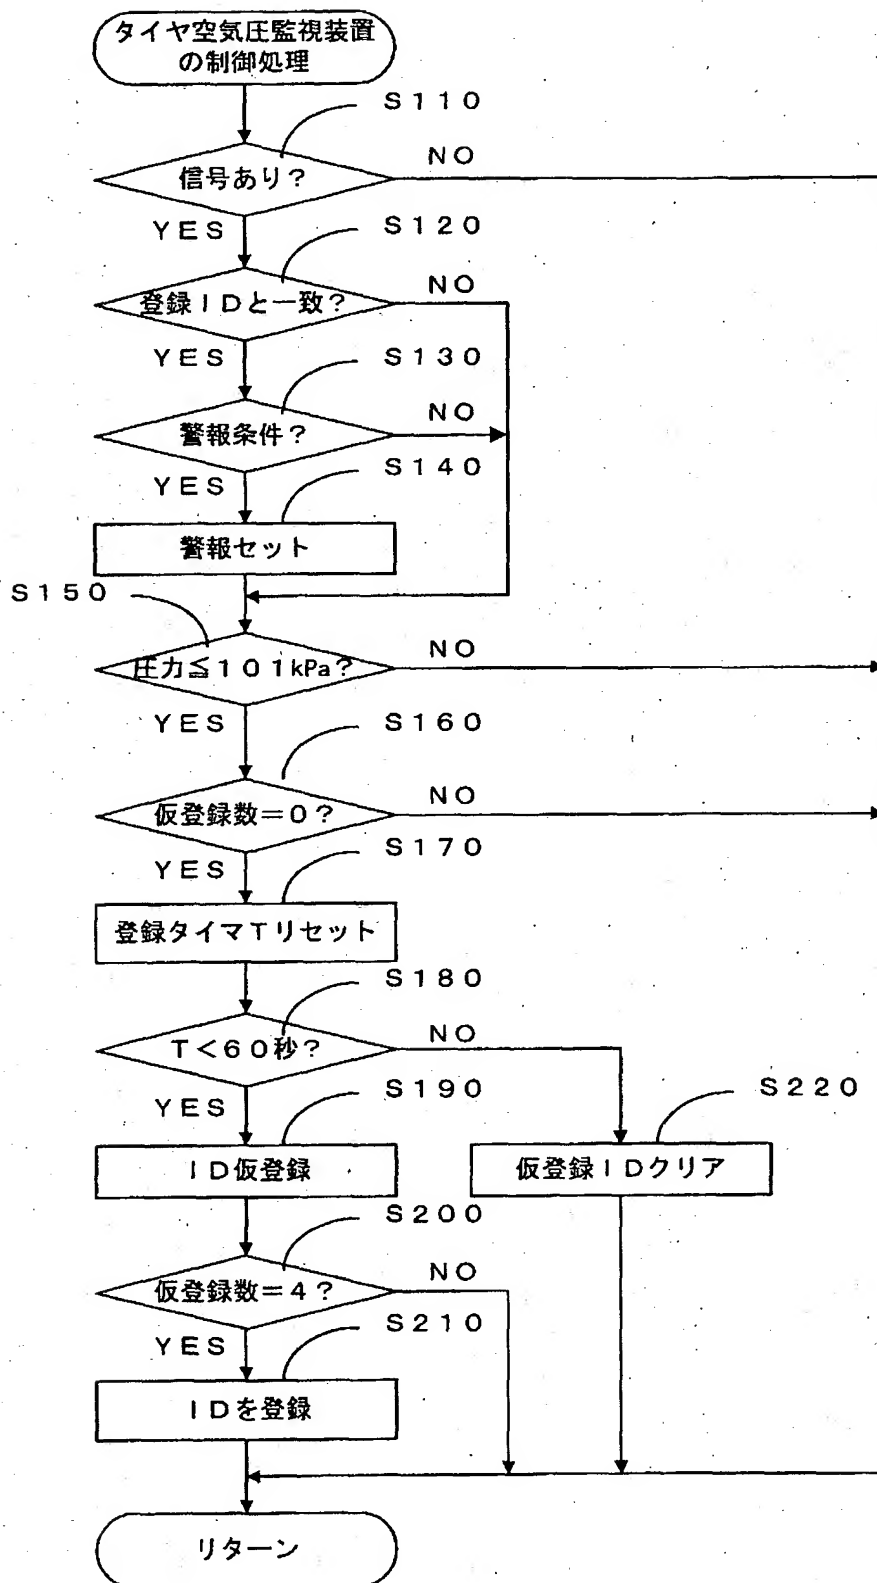 タイヤ空気圧監視装置
の制御処理
S110
信号あり？
NO
YES
S120
登録IDと一致？
NO
YES
S130
警報条件？
NO
YES
S140
警報セット
S150
圧力≦101kPa？
NO
YES
S160
仮登録数＝0？
NO
YES
S170
登録タイマTリセット
S180
T＜60秒？
NO
YES
S190
S220
ID仮登録
仮登録IDクリア
S200
仮登録数＝4？
NO
YES
S210
IDを登録
リターン